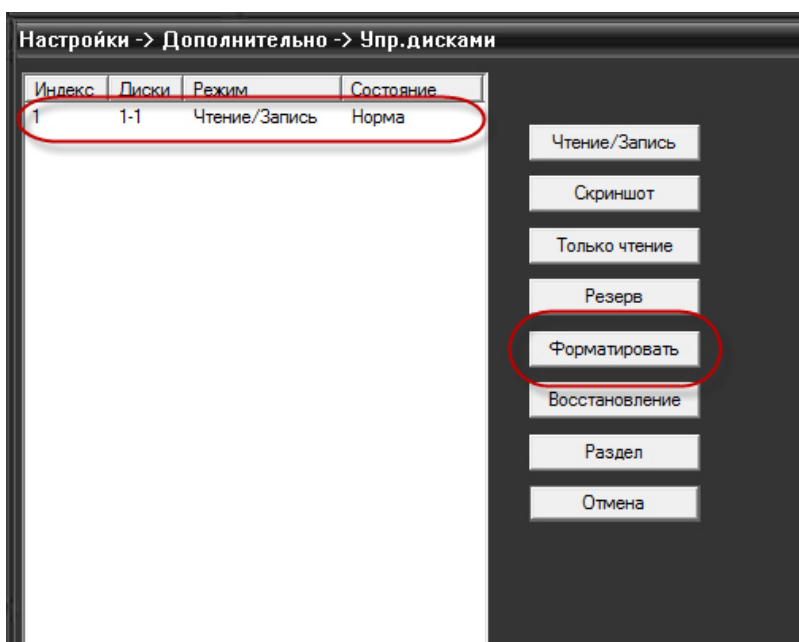 Настройки -> Дополнительно -> Упр.дисками
Индекс Диски Режим Состояние
1 1-1 Чтение/Запись Норма
Чтение/Запись
Скриншот
Только чтение
Резерв
Форматировать
Восстановление
Раздел
Отмена